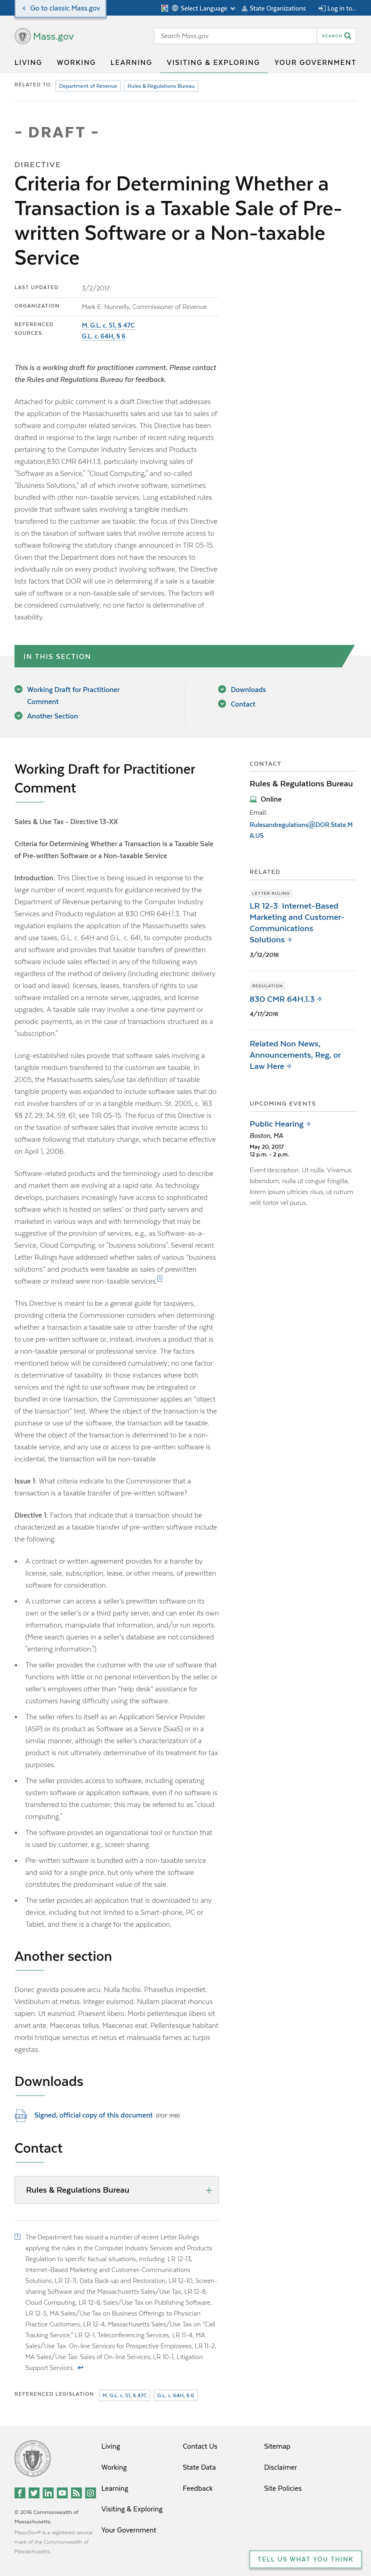 Go to classic Mass.gov
Select Language
State Organizations
Log in to...
Mass.gov
Search Mass.gov
SEARCH
LIVING
WORKING
LEARNING
VISITING & EXPLORING
YOUR GOVERNMENT
RELATED TO
Department of Revenue
Rules & Regulations Bureau
- DRAFT -
DIRECTIVE
Criteria for Determining Whether a
Transaction is a Taxable Sale of Pre-
written Software or a Non-taxable
Service
LAST UPDATED:
3/2/2017
ORGANIZATION:
Mark E. Nunnelly, Commissioner of Revenue
REFERENCED
SOURCES:
M. G.L. c. 51, § 47C
G.L. c. 64H, § 6
This is a working draft for practitioner comment. Please contact
the Rules and Regulations Bureau for feedback.
Attached for public comment is a draft Directive that addresses
the application of the Massachusetts sales and use tax to sales of
software and computer related services. This Directive has been
drafted in response to the large number of recent ruling requests
pertaining to the Computer Industry Services and Products
regulation,830 CMR 64H.1.3, particularly involving sales of
"Software as a Service," "Cloud Computing," and so-called
"Business Solutions," all of which involve software, sometimes
bundled with other non-taxable services. Long established rules
provide that software sales involving a tangible medium
transferred to the customer are taxable; the focus of this Directive
is on the taxation of software sales that involve remote access to
software following the statutory change announced in TIR 05-15.
Given that the Department does not have the resources to
individually rule on every product involving software, the Directive
lists factors that DOR will use in determining if a sale is a taxable
sale of software or a non-taxable sale of services. The factors will
be considered cumulatively; no one factor is determinative of
taxability.
IN THIS SECTION
Working Draft for Practitioner
Comment
Another Section
Downloads
Contact
Working Draft for Practitioner
Comment
Sales & Use Tax - Directive 13-XX
Criteria for Determining Whether a Transaction is a Taxable Sale
of Pre-written Software or a Non-taxable Service
Introduction: This Directive is being issued in response to the
large number of recent requests for guidance received by the
Department on the interpretation of the Computer Industry
Services and Products regulation at 830 CMR 64H.1.3. That
regulation explains the application of the Massachusetts sales
and use taxes, G.L. c. 64H and G.L. c. 64I, to computer products
and software and provides that taxable transfers of prewritten
software include sales effected in any of the following ways
regardless of the method of delivery (including electronic delivery
or load and leave): licenses, leases, transfers of rights to use
software installed on a remote server, upgrades, and license
upgrades. A taxable sale may involve a one-time payment or
periodic payments, as in the case of transactions structured as a
"subscription."
Long-established rules provide that software sales involving a
tangible medium transferred to the customer are taxable. In
2005, the Massachusetts sales/use tax definition of taxable
tangible property was expanded to include software that may or
may not involve transfer of a tangible medium. St. 2005, c. 163
§§ 27, 29, 34, 59, 61; see TIR 05-15. The focus of this Directive is
on the taxation of software sales that involve remote access to
software following that statutory change, which became effective
on April 1, 2006.
Software-related products and the terminology used to describe
and market them are evolving at a rapid rate. As technology
develops, purchasers increasingly have access to sophisticated
software which is hosted on sellers' or third party servers and
marketed in various ways with terminology that may be
suggestive of the provision of services, e.g., as Software-as-a-
Service, Cloud Computing, or "business solutions". Several recent
Letter Rulings have addressed whether sales of various "business
solutions" and products were taxable as sales of prewritten
software or instead were non-taxable services.[1]
This Directive is meant to be a general guide for taxpayers,
providing criteria the Commissioner considers when determining
whether a transaction a taxable sale or other transfer for the right
to use prewritten software or, instead, involves a product that is
a non-taxable personal or professional service. The factors
mentioned below will be considered cumulatively; no one factor
is determinative of taxability. In those instances where both
services and the right to use software may be integrated or
bundled in one transaction, the Commissioner applies an "object
of the transaction" test. Where the object of the transaction is the
purchase or use of the software, the transaction will be taxable.
Where the object of the transaction is determined to be a non-
taxable service, and any use or access to pre-written software is
incidental, the transaction will be non-taxable.
Issue 1: What criteria indicate to the Commissioner that a
transaction is a taxable transfer of pre-written software?
Directive 1: Factors that indicate that a transaction should be
characterized as a taxable transfer of pre-written software include
the following:
• A contract or written agreement provides for a transfer by
license, sale, subscription, lease, or other means, of prewritten
software for consideration.
• A customer can access a seller's prewritten software on its
own or the seller's or a third party server, and can enter its own
information, manipulate that information, and/or run reports.
(Mere search queries in a seller's database are not considered
"entering information.")
• The seller provides the customer with the use of software that
functions with little or no personal intervention by the seller or
seller's employees other than "help desk" assistance for
customers having difficulty using the software.
• The seller refers to itself as an Application Service Provider
(ASP) or its product as Software as a Service (SaaS) or in a
similar manner, although the seller's characterization of a
product is not ultimately determinative of its treatment for tax
purposes.
• The seller provides access to software, including operating
system software or application software, even if no software is
transferred to the customer; this may be referred to as "cloud
computing."
• The software provides an organizational tool or function that
is used by customer, e.g., screen sharing.
• Pre-written software is bundled with a non-taxable service
and sold for a single price, but only where the software
constitutes the predominant value of the sale.
• The seller provides an application that is downloaded to any
device, including but not limited to a Smart-phone, PC or
Tablet, and there is a charge for the application.
Another section
Donec gravida posuere arcu. Nulla facilisi. Phasellus imperdiet.
Vestibulum at metus. Integer euismod. Nullam placerat rhoncus
sapien. Ut euismod. Praesent libero. Morbi pellentesque libero sit
amet ante. Maecenas tellus. Maecenas erat. Pellentesque habitant
morbi tristique senectus et netus et malesuada fames ac turpis
egestas.
Downloads
Signed, official copy of this document (PDF 1MB)
Contact
Rules & Regulations Bureau
[1] The Department has issued a number of recent Letter Rulings
applying the rules in the Computer Industry Services and Products
Regulation to specific factual situations, including: LR 12-13,
Internet-Based Marketing and Customer-Communications
Solutions, LR 12-11, Data Back-up and Restoration, LR 12-10, Screen-
sharing Software and the Massachusetts Sales/Use Tax, LR 12-8,
Cloud Computing, LR 12-6, Sales/Use Tax on Publishing Software,
LR 12-5, MA Sales/Use Tax on Business Offerings to Physician
Practice Customers, LR 12-4, Massachusetts Sales/Use Tax on "Call
Tracking Service," LR 12-1, Teleconferencing Services, LR 11-4, MA
Sales/Use Tax: On-line Services for Prospective Employees, LR 11-2,
MA Sales/Use Tax: Sales of On-line Services, LR 10-1, Litigation
Support Services. ↩
REFERENCED LEGISLATION:
M. G.L. c. 51, § 47C
G.L. c. 64H, § 6
CONTACT
Rules & Regulations Bureau
Online
Email:
Rulesandregulations@DOR.State.M
A.US
RELATED
LETTER RULING
LR 12-3: Internet-Based
Marketing and Customer-
Communications
Solutions →
3/12/2016
REGULATION
830 CMR 64H.1.3 →
4/17/2016
Related Non News,
Announcements, Reg, or
Law Here →
UPCOMING EVENTS
Public Hearing →
Boston, MA
May 20, 2017
12 p.m. - 2 p.m.
Event description. Ut nulla. Vivamus
bibendum, nulla ut congue fringilla,
lorem ipsum ultricies risus, ut rutrum
velit tortor vel purus.
Living
Working
Learning
Visiting & Exploring
Your Government
Contact Us
State Data
Feedback
Sitemap
Disclaimer
Site Policies
© 2016 Commonwealth of
Massachusetts.
Mass.Gov® is a registered service
mark of the Commonwealth of
Massachusetts.
TELL US WHAT YOU THINK